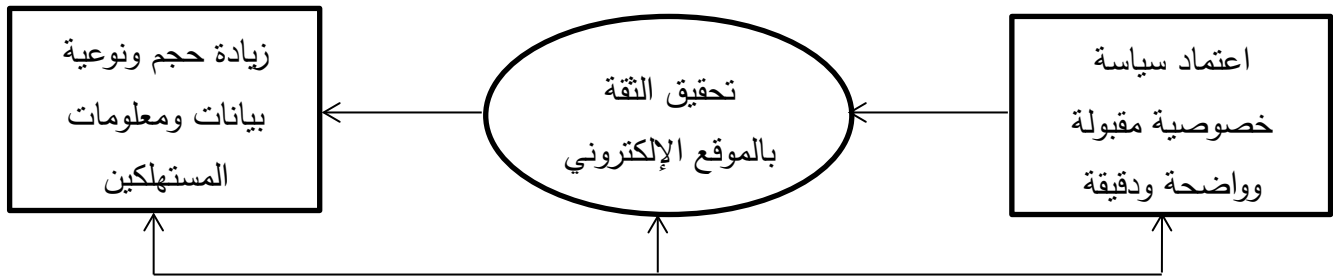 اعتماد سياسة
خصوصية مقبولة
وواضحة ودقيقة
تحقيق الثقة
بالموقع الإلكتروني
زيادة حجم ونوعية
بيانات ومعلومات
المستهلكين